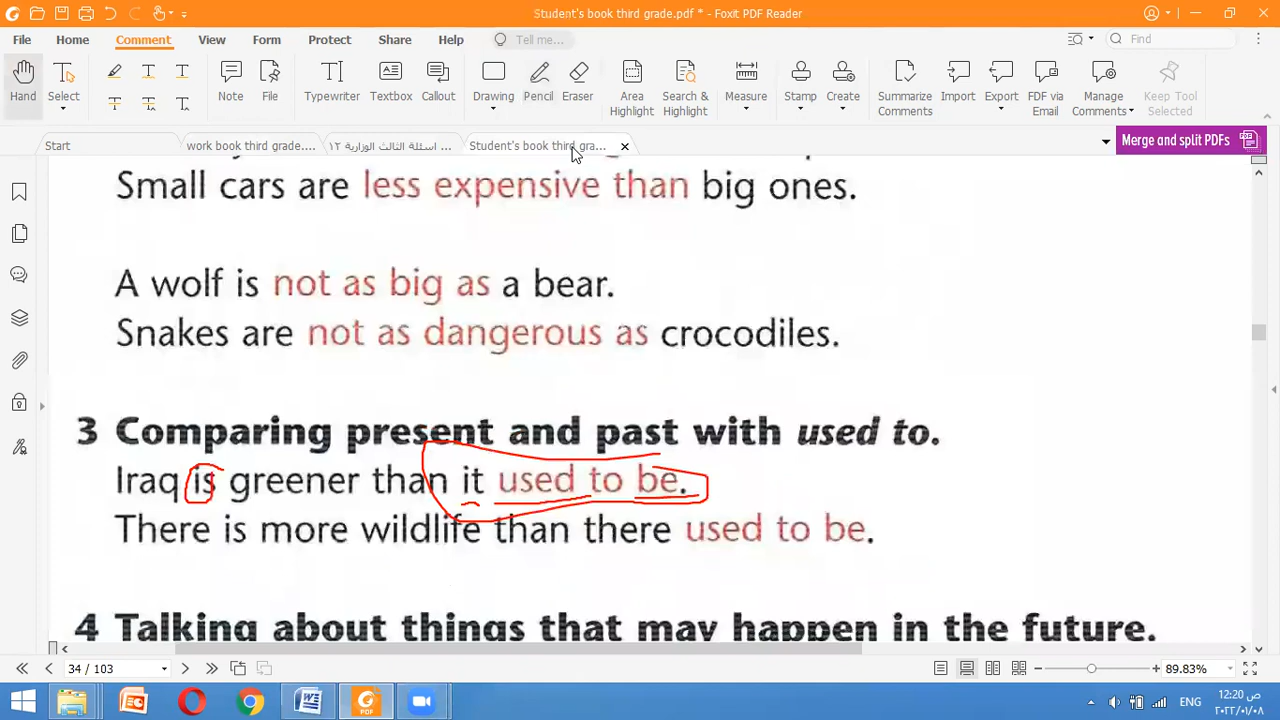 Student's book third grade.pdf * - Foxit PDF Reader
File Home Comment View Form Protect Share Help Tell me... Find
Hand Select Note File Typewriter Textbox Callout Drawing Pencil Eraser Area Highlight Search & Highlight Measure Stamp Create Summarize Comments Import Export PDF via Email Manage Comments Keep Tool Selected
Start work book third grade.... اسئلة الثالث الوزارية ١٢ ... Student's book third gra... Merge and split PDFs
Small cars are less expensive than big ones.
A wolf is not as big as a bear.
Snakes are not as dangerous as crocodiles.
3 Comparing present and past with used to.
Iraq is greener than it used to be.
There is more wildlife than there used to be.
4 Talking about things that may happen in the future.
34 / 103 89.83%
ENG 12:20 ص
٢٠٢٢/٠١/٠٨